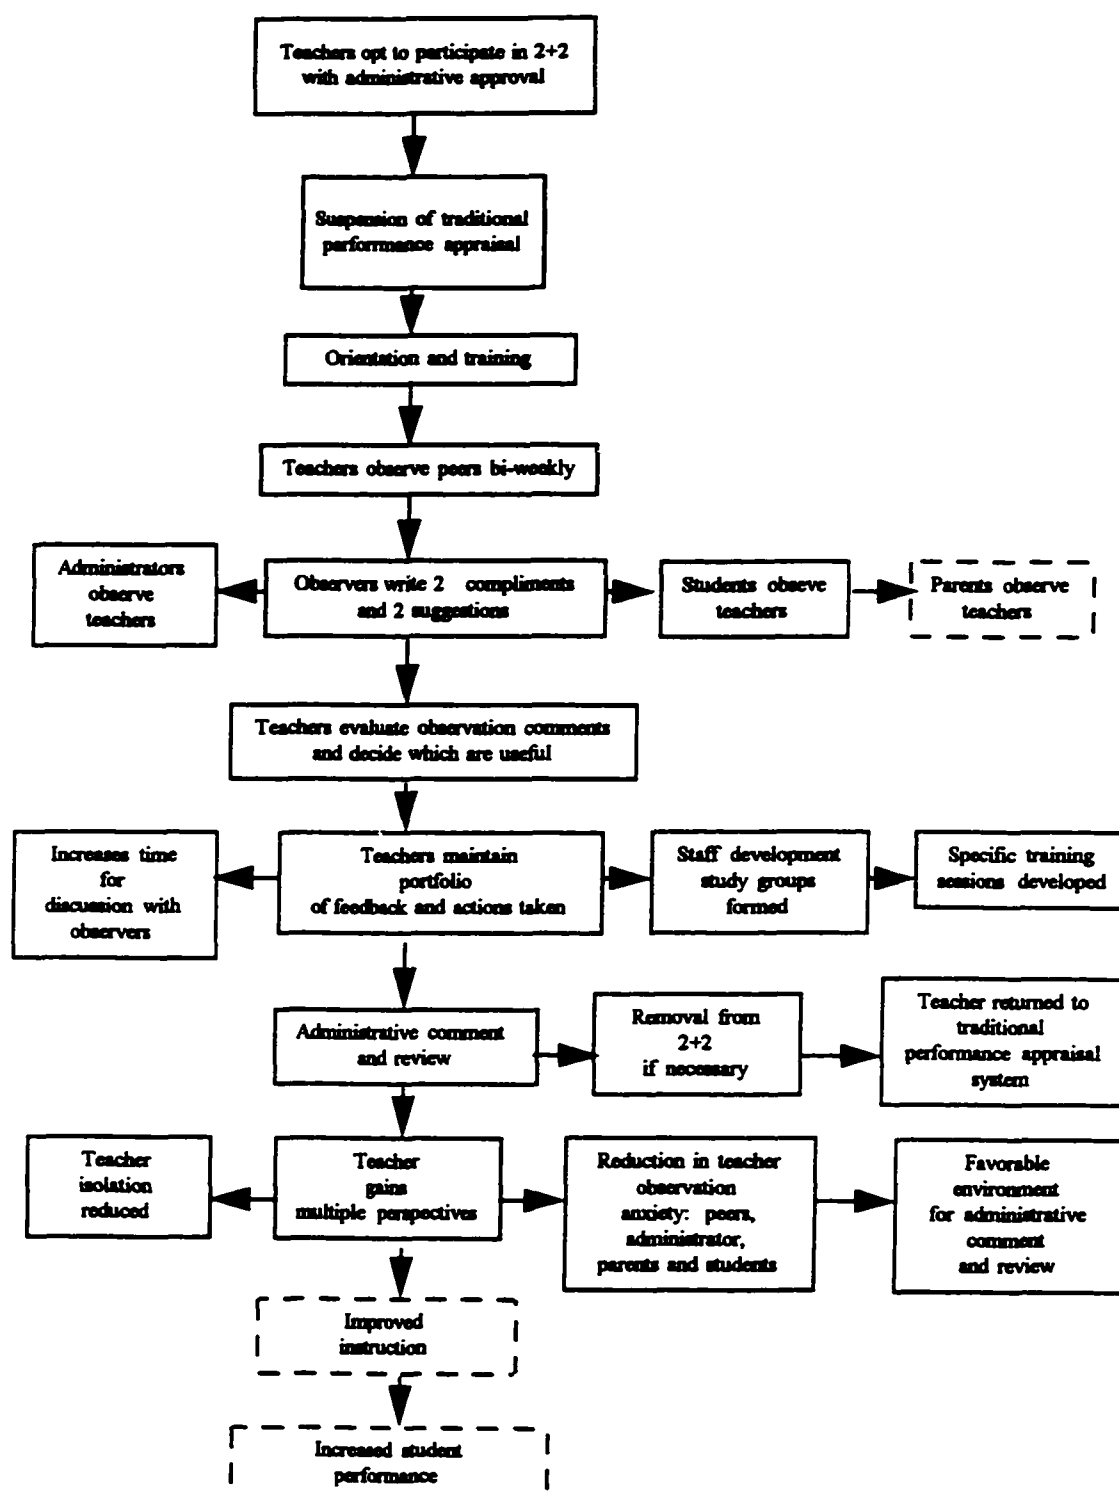 Teachers opt to participate in 2+2
with administrative approval
Suspension of traditional
performance appraisal
Orientation and training
Teachers observe peers bi-weekly
Administrators
observe
teachers
Observers write 2 compliments
and 2 suggestions
Students obseve
teachers
Parents observe
teachers
Teachers evaluate observation comments
and decide which are useful
Increases time
for
discussion with
observers
Teachers maintain
portfolio
of feedback and actions taken
Staff development
study groups
formed
Specific training
sessions developed
Administrative comment
and review
Removal from
2+2
if necessary
Teacher returned to
traditional
performance appraisal
system
Teacher
isolation
reduced
Teacher
gains
multiple perspectives
Reduction in teacher
observation
anxiety: peers,
administrator,
parents and students
Favorable
environment
for administrative
comment
and review
Improved
instruction
Increased student
performance